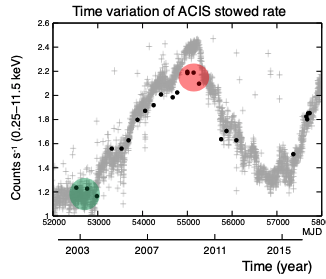 Time variation of ACIS stowed rate
2.6
2.4
2.2
2
1.8
1.6
1.4
1.2
1
Counts s⁻¹ (0.25–11.5 keV)
52000 53000 54000 55000 56000 57000 5800
MJD
2003 2007 2011 2015
Time (year)